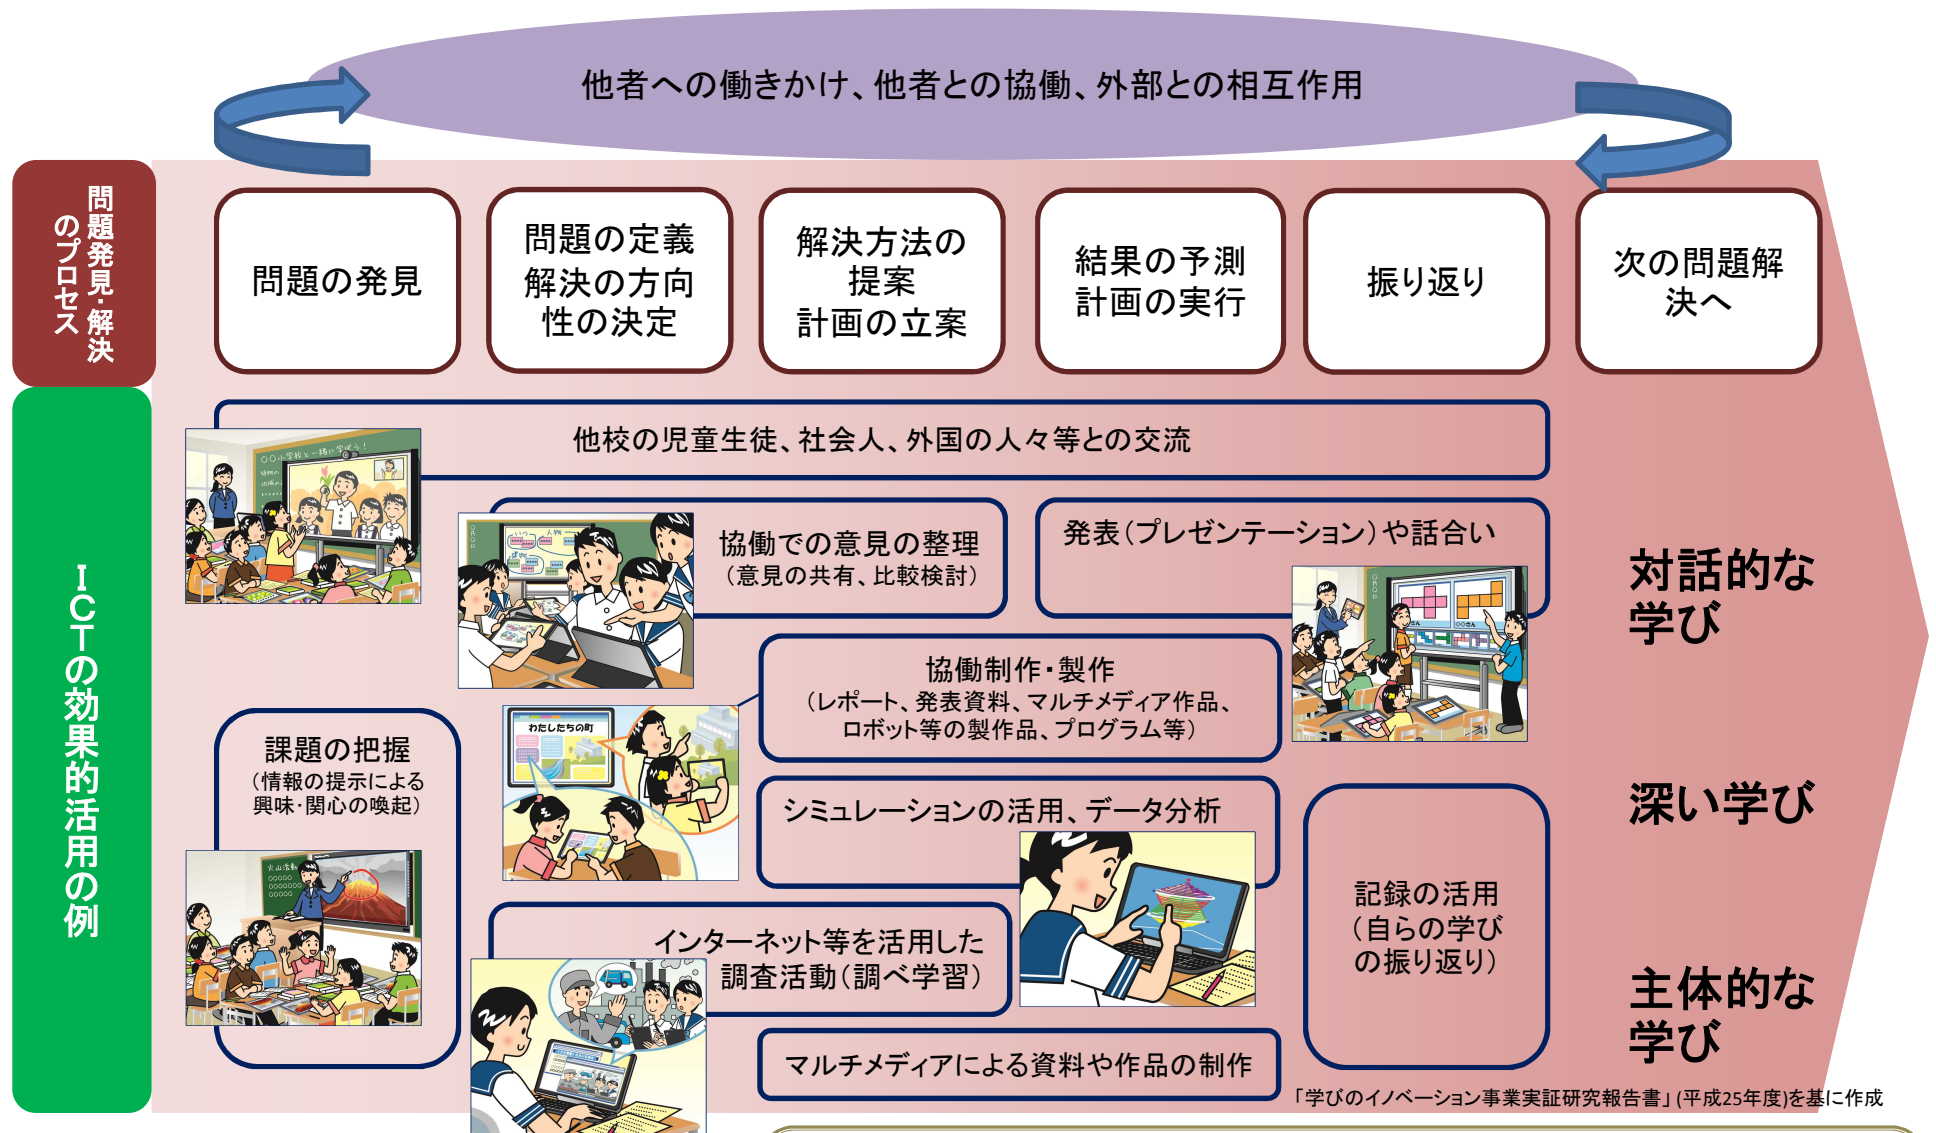 他者への働きかけ、他者との協働、外部との相互作用
問題発見・解決
のプロセス
問題の発見
問題の定義
解決の方向
性の決定
解決方法の
提案
計画の立案
結果の予測
計画の実行
振り返り
次の問題解
決へ
ICTの効果的活用の例
他校の児童生徒、社会人、外国の人々等との交流
〇〇小学校と一緒に学ぼう！
協働での意見の整理
（意見の共有、比較検討）
発表（プレゼンテーション）や話合い
対話的な
学び
協働制作・製作
（レポート、発表資料、マルチメディア作品、
ロボット等の製作品、プログラム等）
わたしたちの町
課題の把握
（情報の提示による
興味・関心の喚起）
火山活動
シミュレーションの活用、データ分析
深い学び
記録の活用
（自らの学び
の振り返り）
インターネット等を活用した
調査活動（調べ学習）
主体的な
学び
マルチメディアによる資料や作品の制作
「学びのイノベーション事業実証研究報告書」(平成25年度)を基に作成